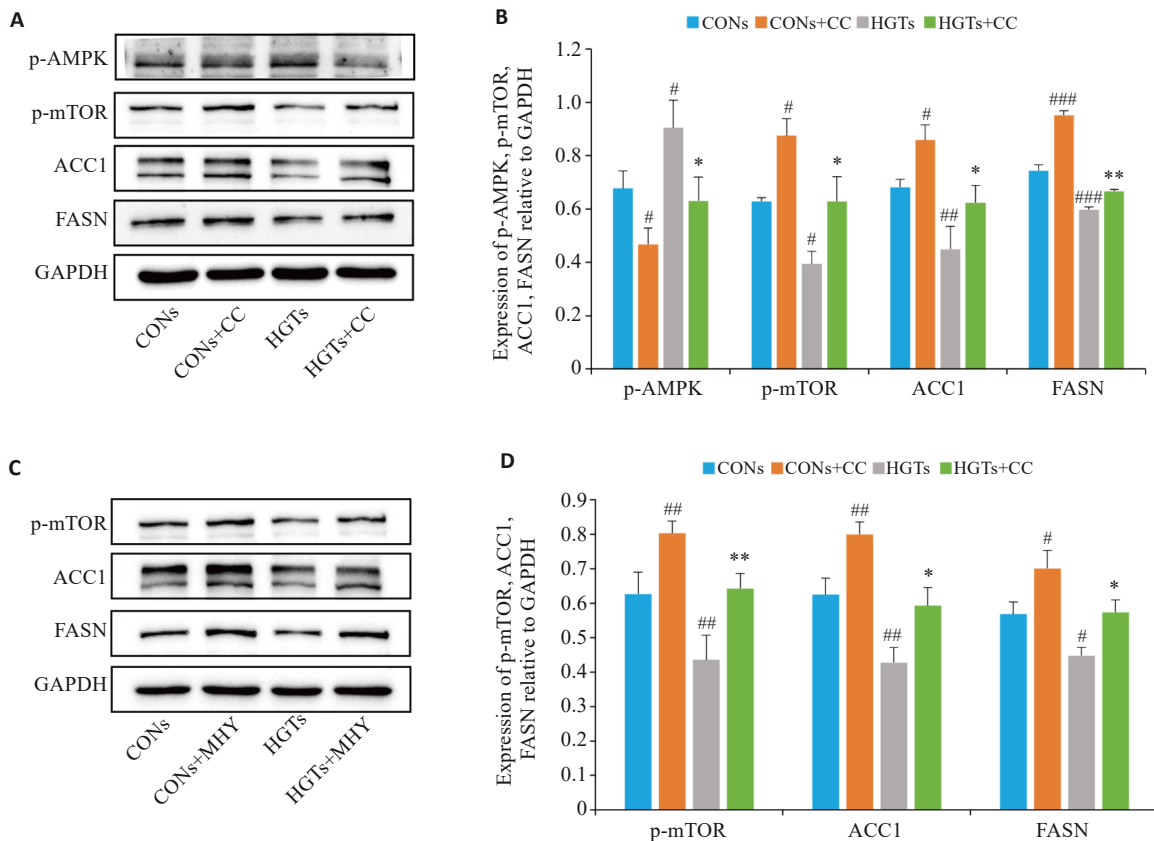 A
p-AMPK
p-mTOR
ACC1
FASN
GAPDH
CONs
CONs+CC
HGTs
HGTs+CC
B
CONs CONs+CC HGTs HGTs+CC
Expression of p-AMPK, p-mTOR,
ACC1, FASN relative to GAPDH
1.2
1.0
0.8
0.6
0.4
0.2
0
# # # *
# # # *
# # ## *
### ### **
p-AMPK p-mTOR ACC1 FASN
C
p-mTOR
ACC1
FASN
GAPDH
CONs
CONs+MHY
HGTs
HGTs+MHY
D
CONs CONs+CC HGTs HGTs+CC
Expression of p-mTOR, ACC1,
FASN relative to GAPDH
0.9
0.8
0.7
0.6
0.5
0.4
0.3
0.2
0.1
0
## ## **
## ## *
# # *
p-mTOR ACC1 FASN